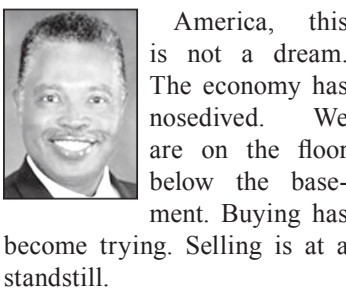 America, this
is not a dream.
The economy has
nosedived. We
are on the floor
below the base-
ment. Buying has
become trying. Selling is at a
standstill.